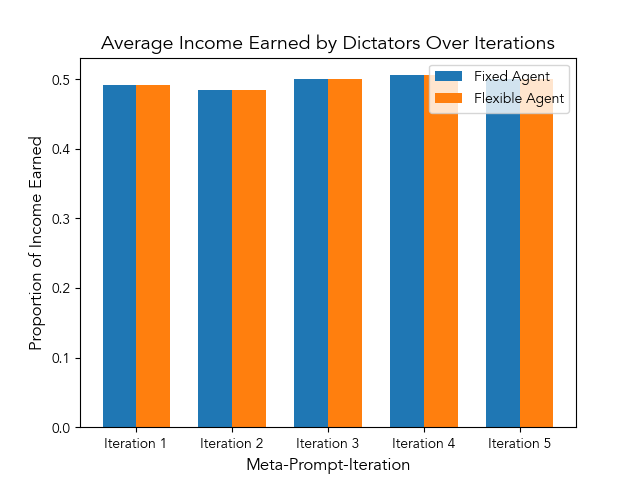 Average Income Earned by Dictators Over Iterations
Fixed Agent
Flexible Agent
Proportion of Income Earned
0.5
0.4
0.3
0.2
0.1
0.0
Iteration 1
Iteration 2
Iteration 3
Iteration 4
Iteration 5
Meta-Prompt-Iteration